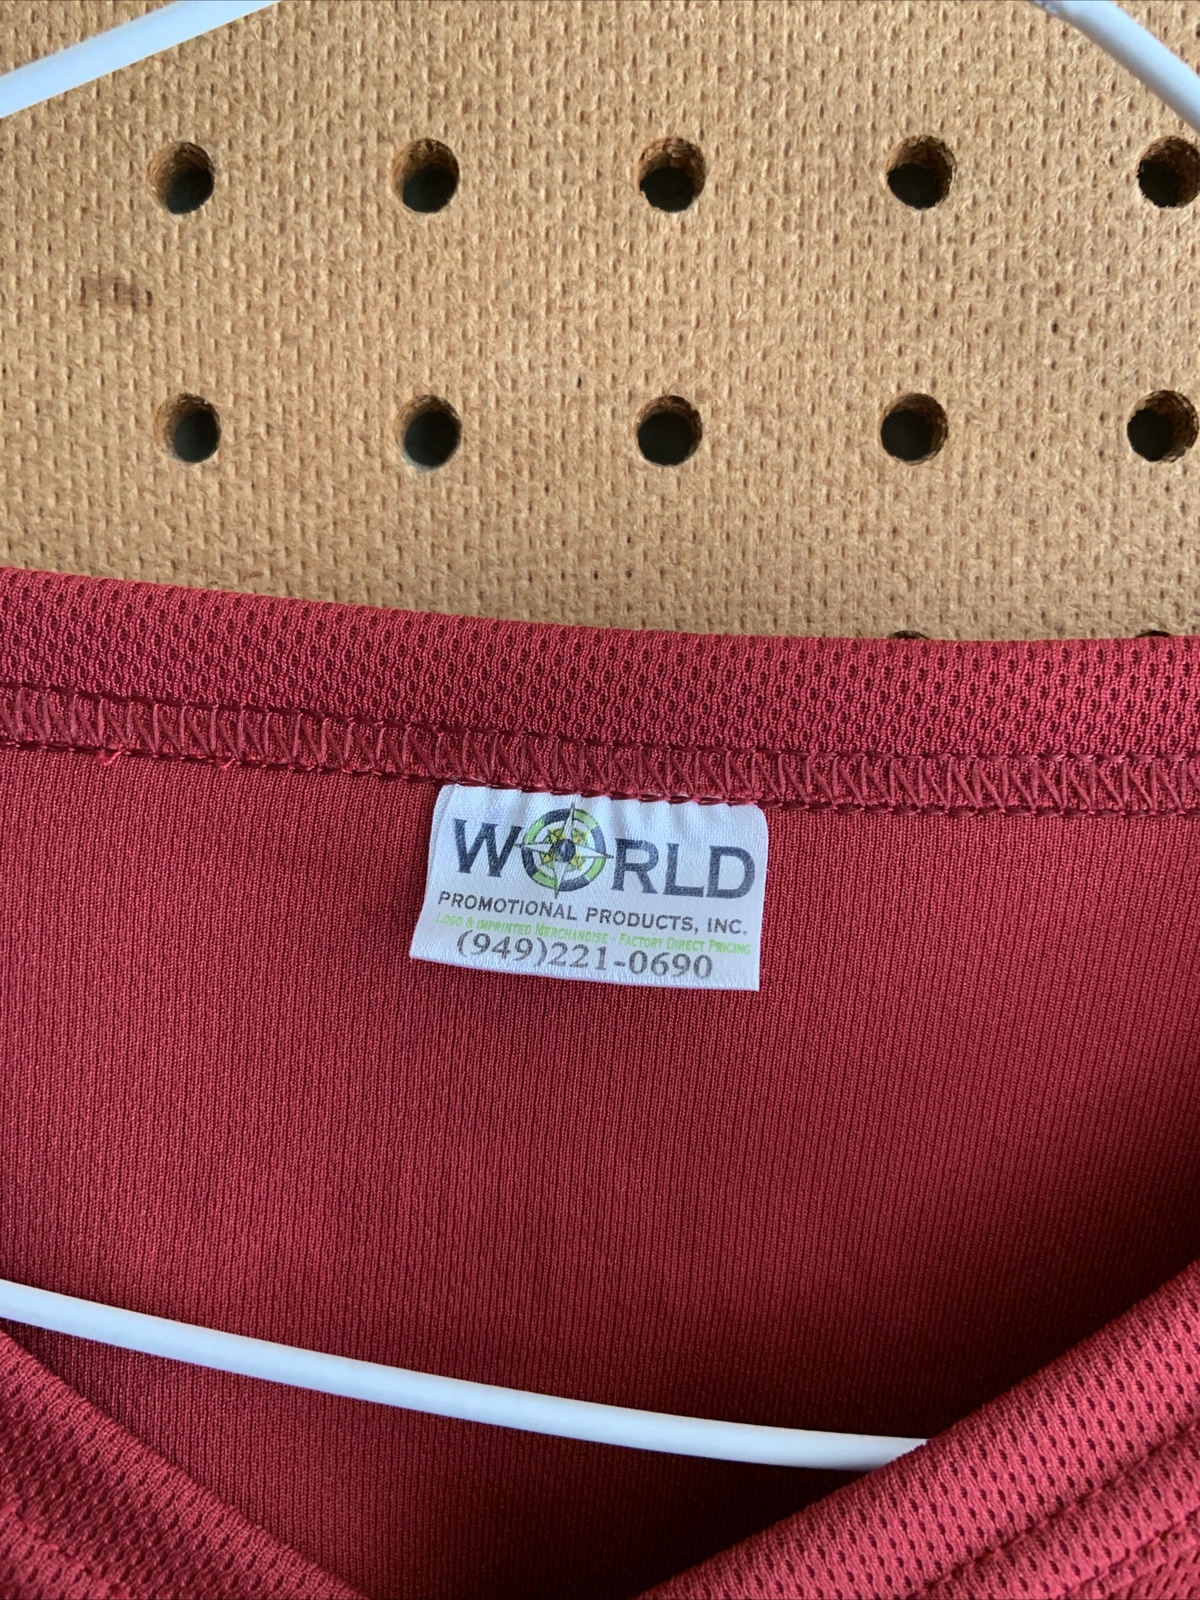 WORLD
PROMOTIONAL PRODUCTS, INC.
LOGO & IMPRINTED MERCHANDISE - FACTORY DIRECT PRICING
(949)221-0690